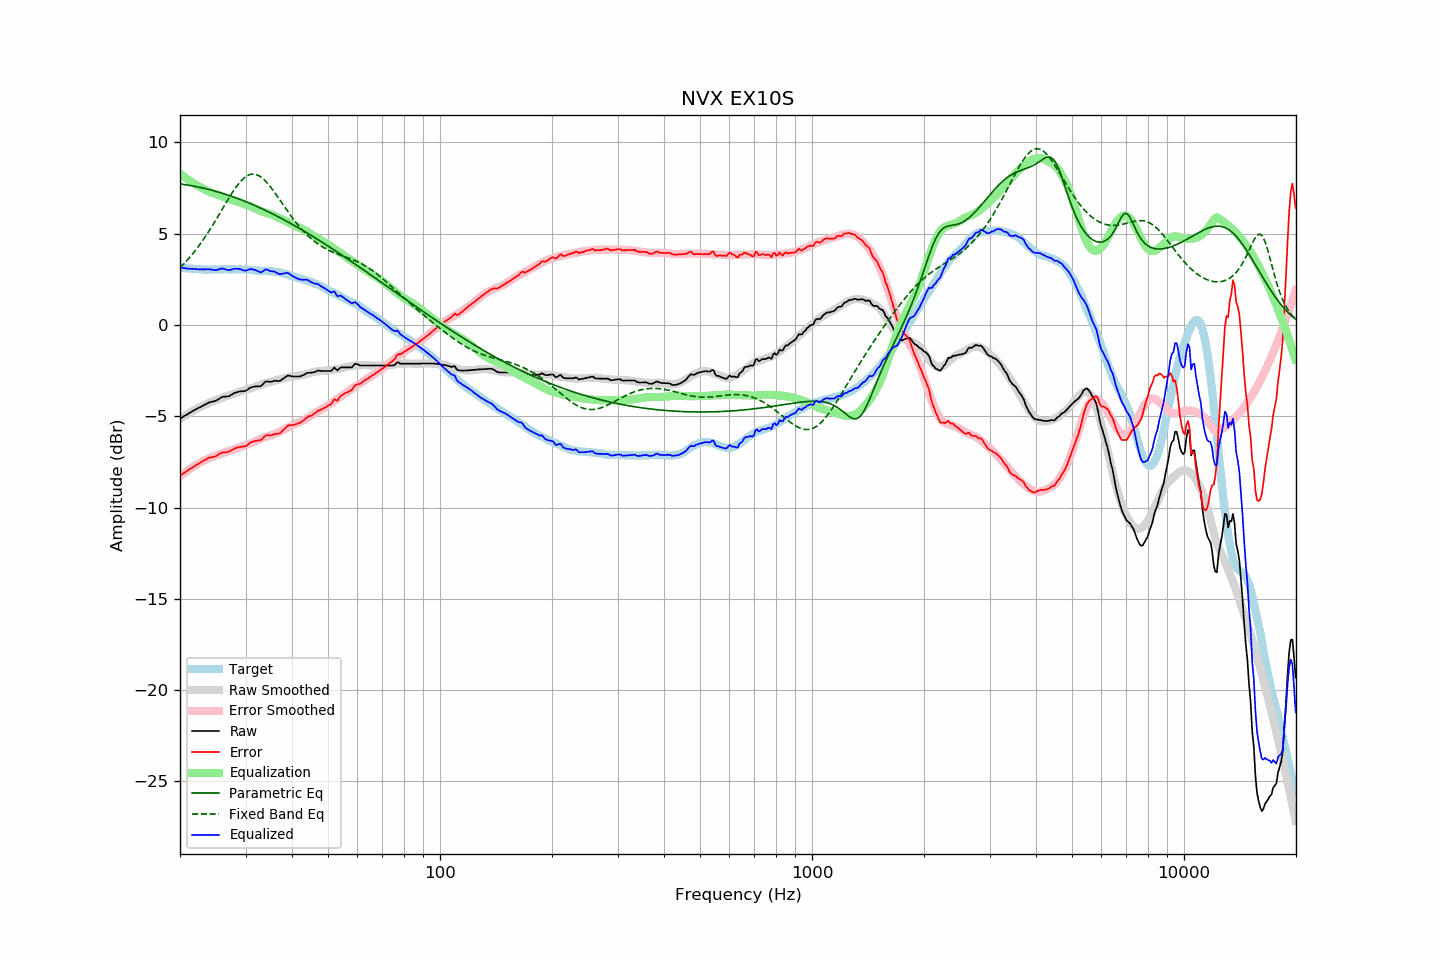 NVX EX10S
10
5
0
−5
−10
−15
−20
−25
Amplitude (dBr)
Target
Raw Smoothed
Error Smoothed
Raw
Error
Equalization
Parametric Eq
Fixed Band Eq
Equalized
100
1000
10000
Frequency (Hz)